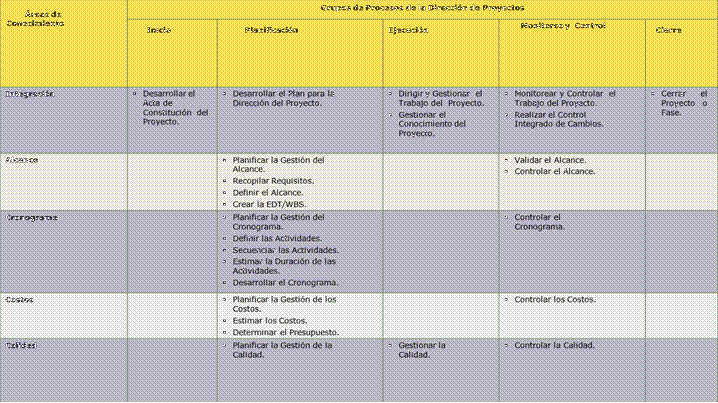 Áreas de
Conocimiento
Grupos de Procesos de la Dirección de Proyectos
Inicio
Planificación
Ejecución
Monitoreo y Control
Cierre
Integración
Desarrollar el
Acta de
Constitución del
Proyecto.
Desarrollar el Plan para la
Dirección del Proyecto.
Dirigir y Gestionar el
Trabajo del Proyecto.
Gestionar el
Conocimiento del
Proyecto.
Monitorear y Controlar el
Trabajo del Proyecto.
Realizar el Control
Integrado de Cambios.
Cerrar el
Proyecto o
Fase.
Alcance
Planificar la Gestión del
Alcance.
Recopilar Requisitos.
Definir el Alcance.
Crear la EDT/WBS.
Validar el Alcance.
Controlar el Alcance.
Cronograma
Planificar la Gestión del
Cronograma.
Definir las Actividades.
Secuenciar las Actividades.
Estimar la Duración de las
Actividades.
Desarrollar el Cronograma.
Controlar el
Cronograma.
Costos
Planificar la Gestión de los
Costos.
Estimar los Costos.
Determinar el Presupuesto.
Controlar los Costos.
Calidad
Planificar la Gestión de la
Calidad.
Gestionar la
Calidad.
Controlar la Calidad.